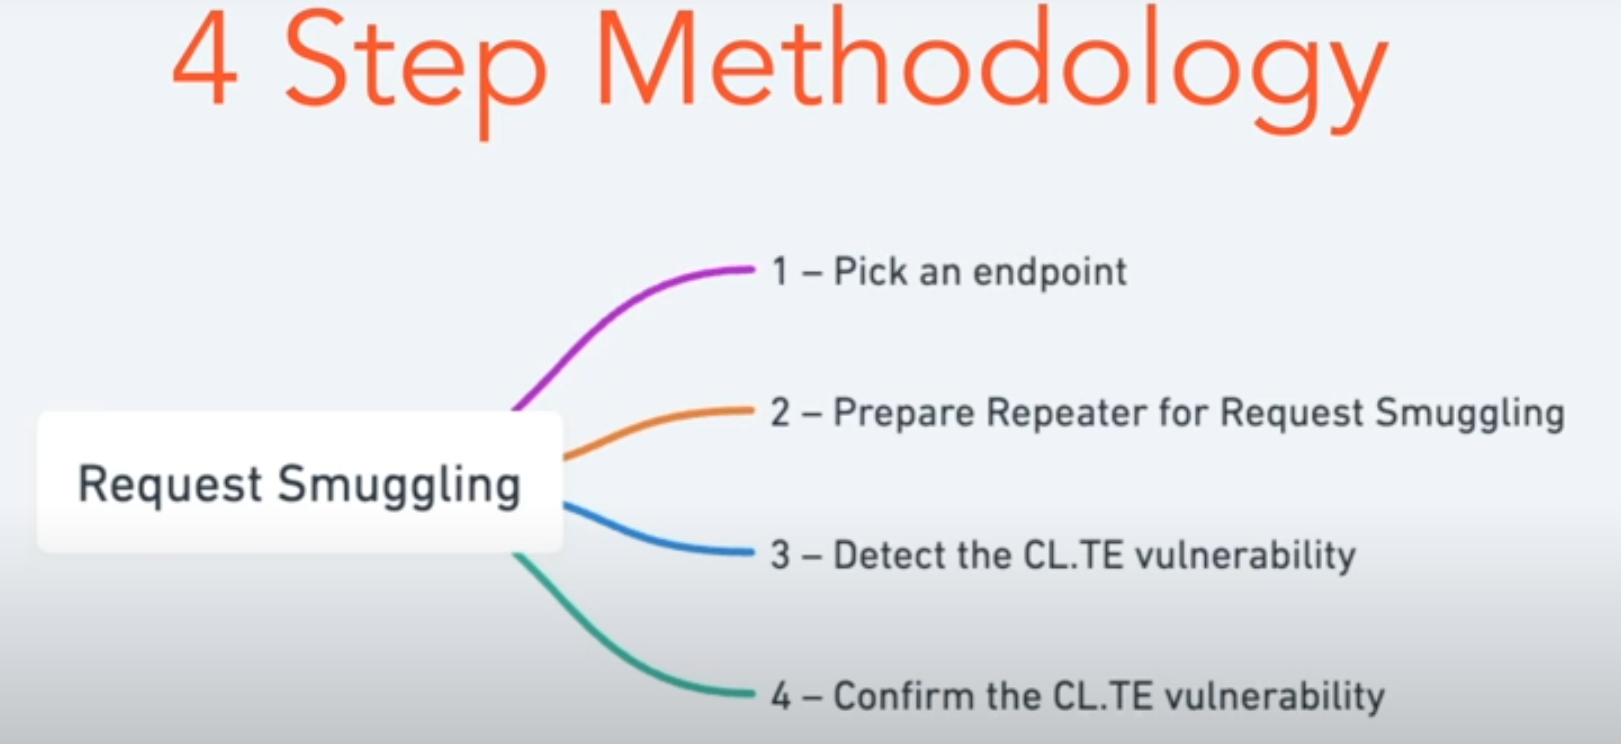 4 Step Methodology
Request Smuggling
1 – Pick an endpoint
2 – Prepare Repeater for Request Smuggling
3 – Detect the CL.TE vulnerability
4 – Confirm the CL.TE vulnerability